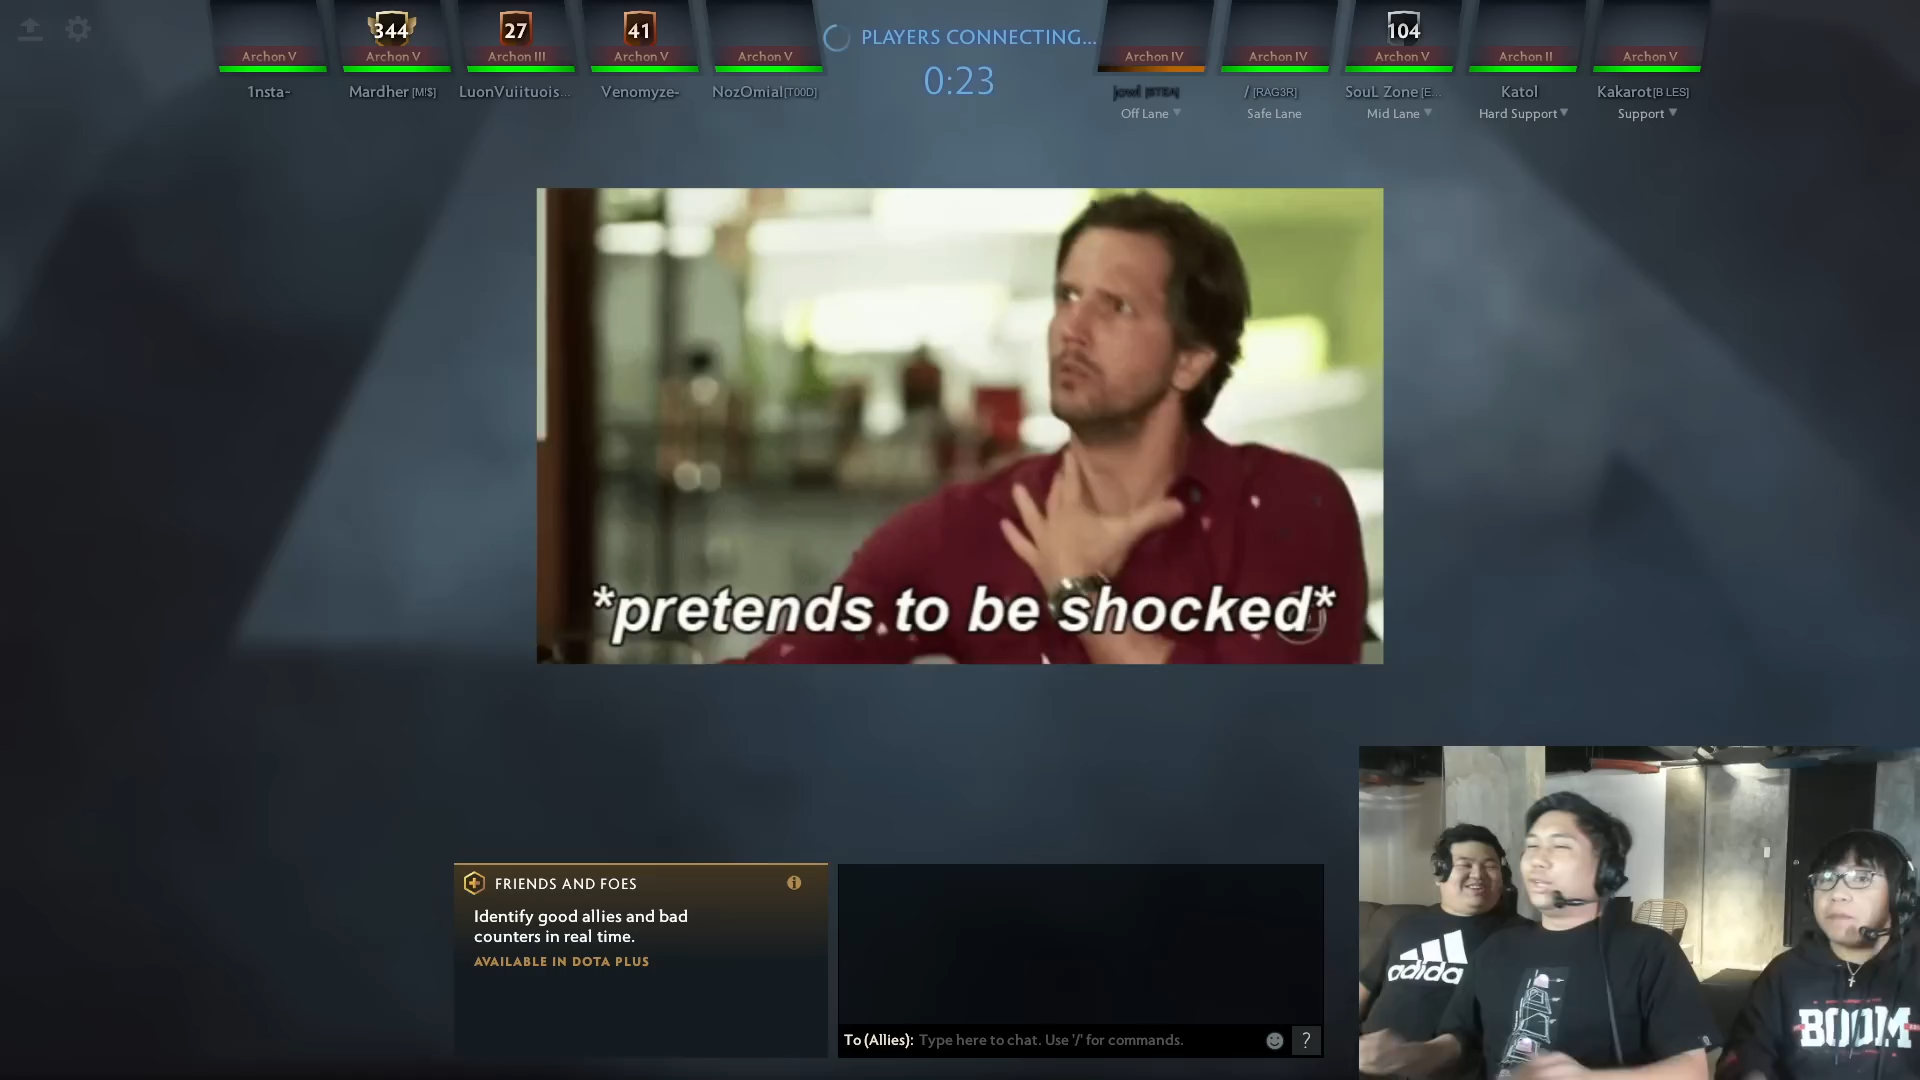 344
27
41
104
Archon V
Archon V
Archon III
Archon V
Archon V
PLAYERS CONNECTING...
0:23
Archon IV
Archon IV
Archon V
Archon II
Archon V
1nsta-
Mardher [M!$]
LuonVuiituois...
Venomyze-
NozOmial[T00D]
/ [RAG3R]
SouL Zone [E...
Katol
Kakarot[B LES]
Off Lane
Safe Lane
Mid Lane
Hard Support
Support
*pretends to be shocked*
FRIENDS AND FOES
Identify good allies and bad
counters in real time.
AVAILABLE IN DOTA PLUS
To (Allies): Type here to chat. Use '/' for commands.
?
adidas
BOOM